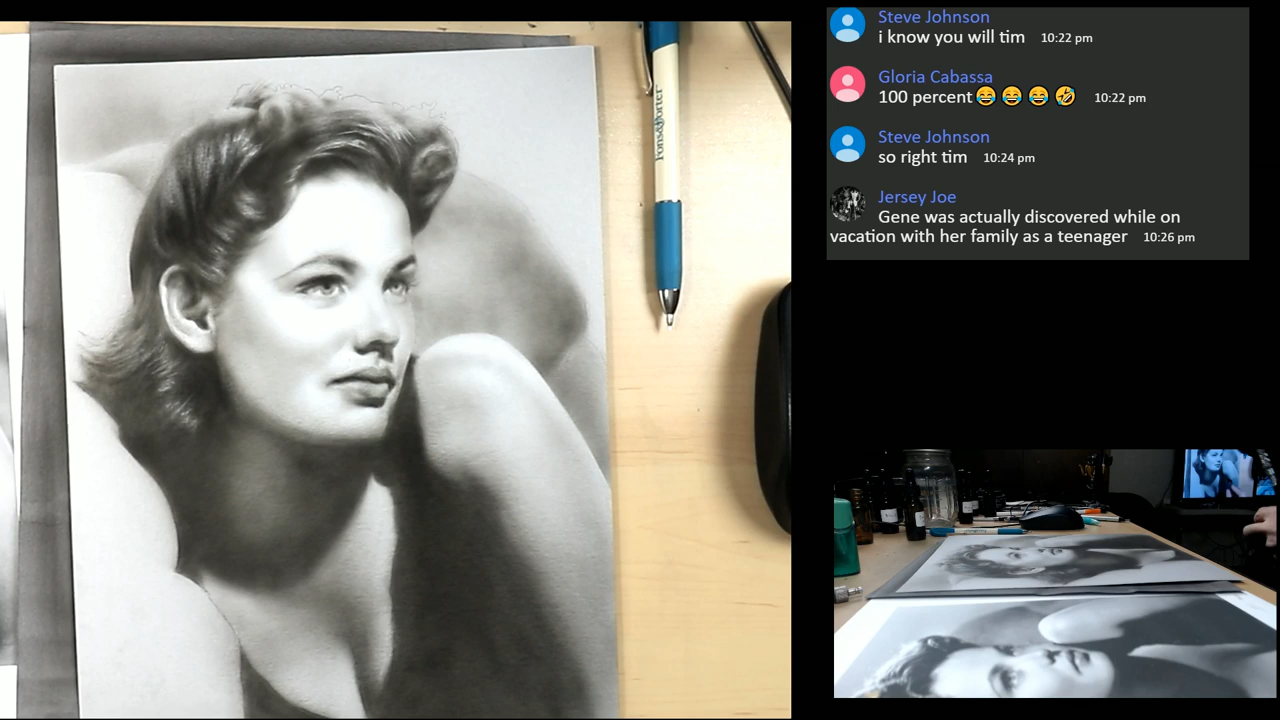 Steve Johnson
i know you will tim 10:22 pm
Gloria Cabassa
100 percent😂😂😂🤣 10:22 pm
Steve Johnson
so right tim 10:24 pm
Jersey Joe
Gene was actually discovered while on
vacation with her family as a teenager 10:26 pm
Fons&Porter